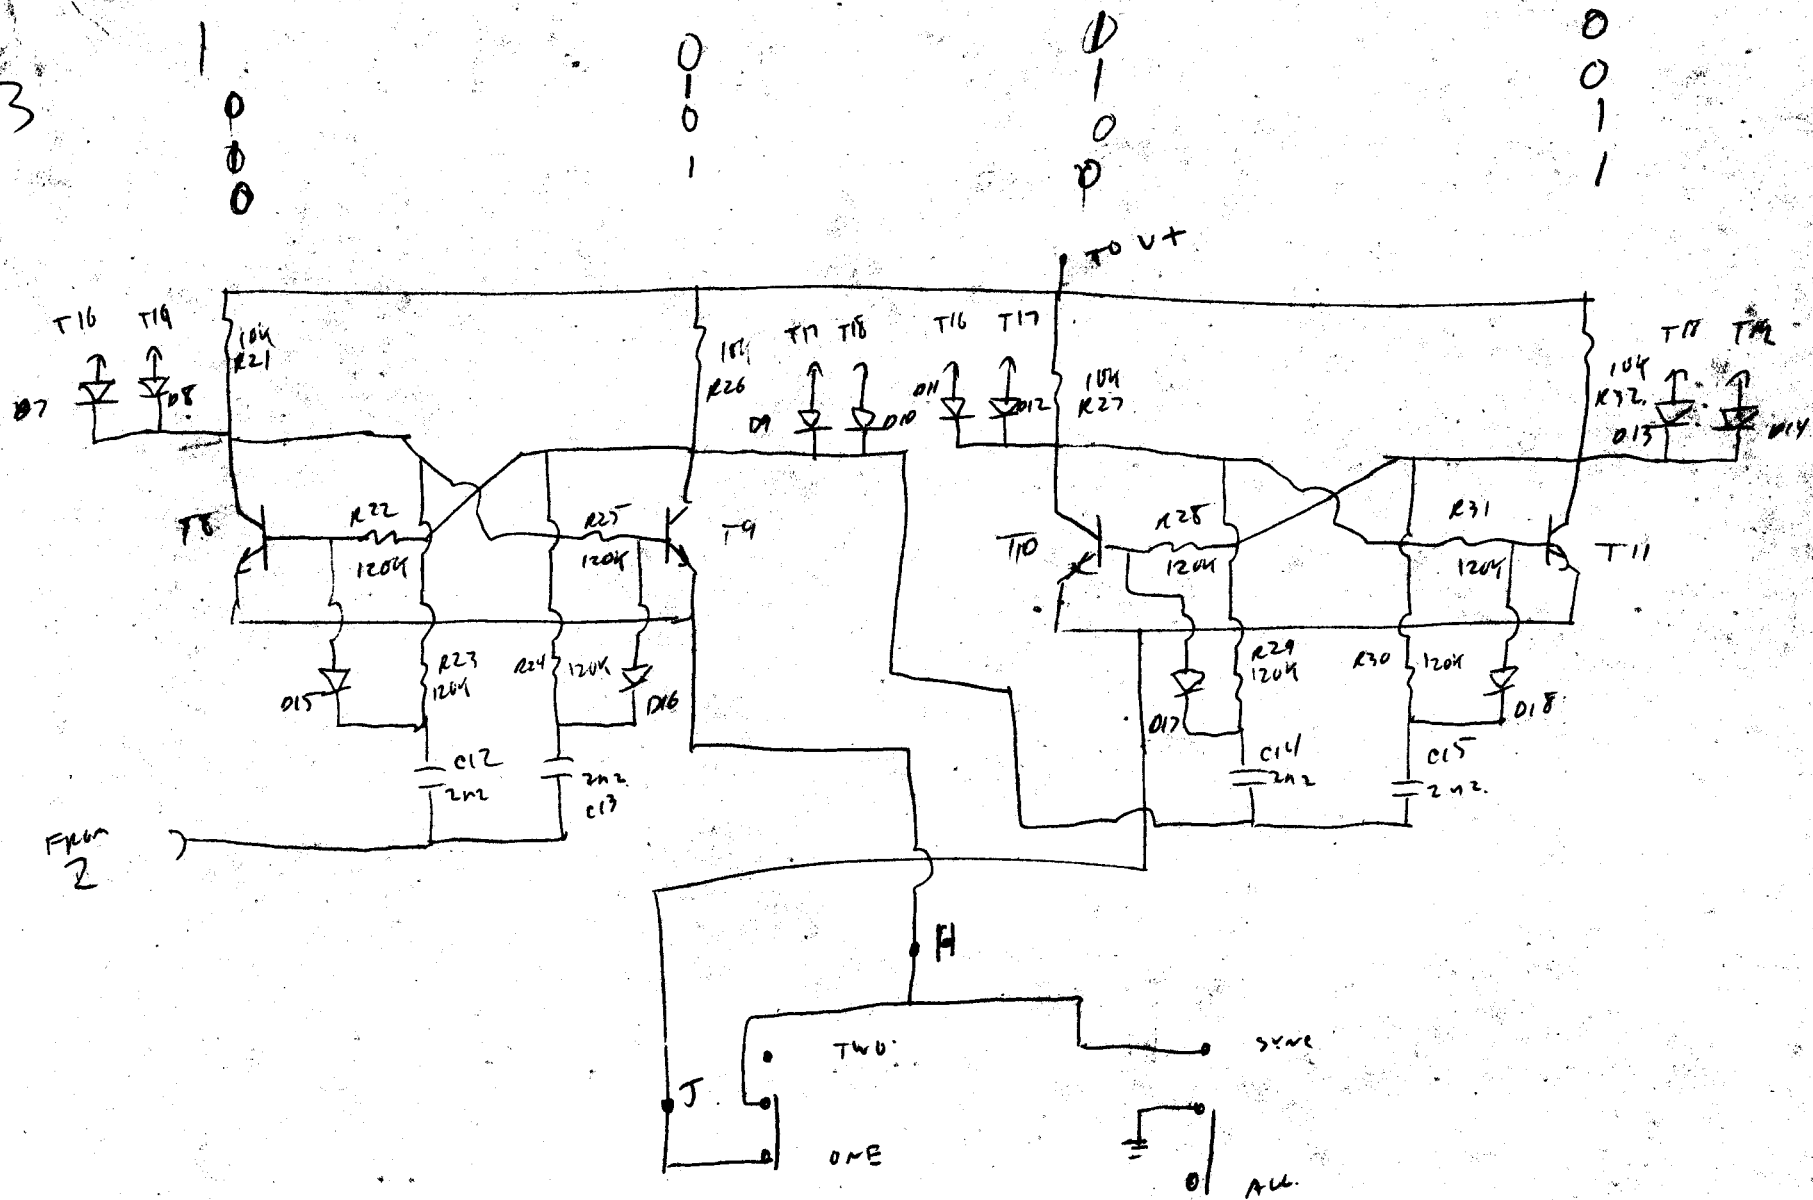 3
1
0
0
0
0
1
0
1
0
1
0
0
0
0
1
1
TO V+
T16
T19
10K
R21
D7
D8
10K
R26
T17
T18
D9
D10
T16
T17
D11
D12
10K
R27
10K
R32
D13
D14
T8
R22
120K
R25
120K
T9
T10
R28
120K
R31
120K
T11
D15
R23
120K
R24
120K
D16
D17
R29
120K
R30
120K
D18
C12
2n2
2n2
C13
C14
2n2
C15
2n2
FROM
2
H
TWO
SYNC
J
ONE
ALL